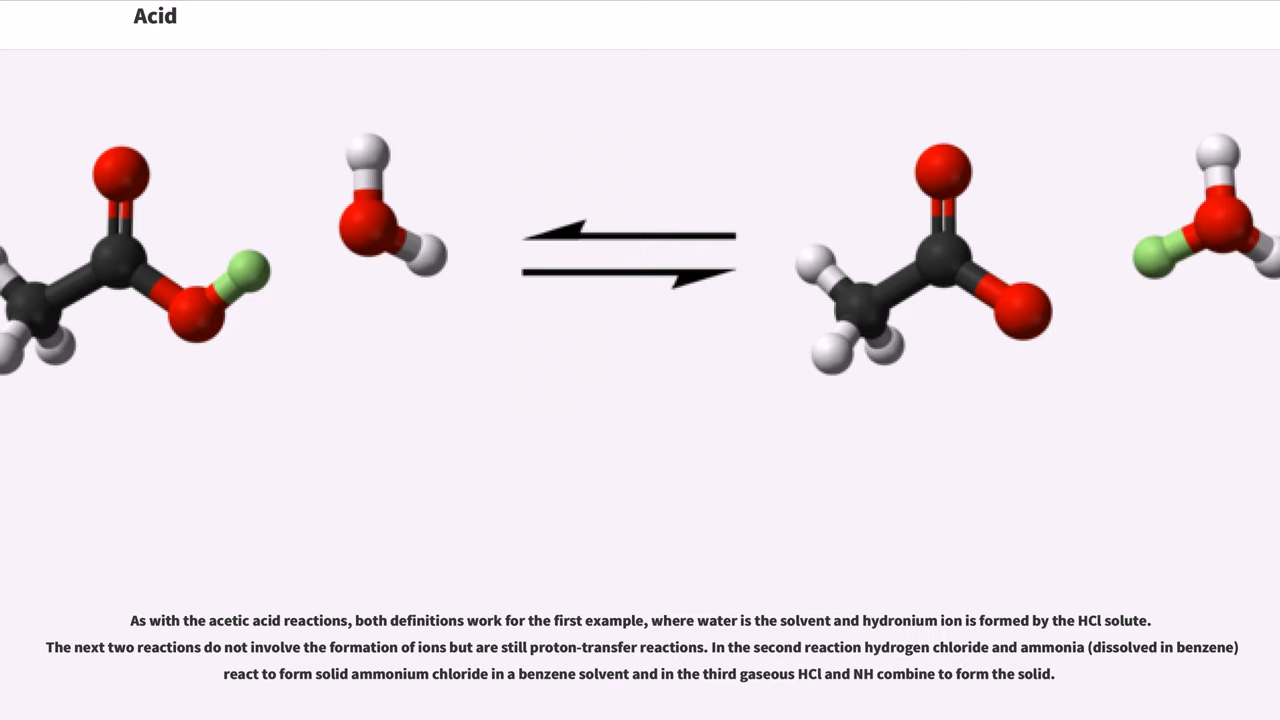 Acid
As with the acetic acid reactions, both definitions work for the first example, where water is the solvent and hydronium ion is formed by the HCl solute.
The next two reactions do not involve the formation of ions but are still proton-transfer reactions. In the second reaction hydrogen chloride and ammonia (dissolved in benzene)
react to form solid ammonium chloride in a benzene solvent and in the third gaseous HCl and NH combine to form the solid.